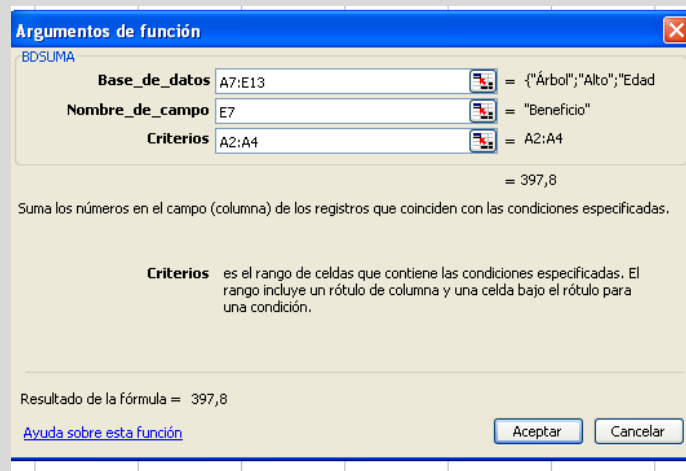 Argumentos de función
BDSUMA
Base_de_datos A7:E13 = {"Árbol";"Alto";"Edad
Nombre_de_campo E7 = "Beneficio"
Criterios A2:A4 = A2:A4
= 397,8
Suma los números en el campo (columna) de los registros que coinciden con las condiciones especificadas.
Criterios es el rango de celdas que contiene las condiciones especificadas. El
rango incluye un rótulo de columna y una celda bajo el rótulo para
una condición.
Resultado de la fórmula = 397,8
Ayuda sobre esta función Aceptar Cancelar